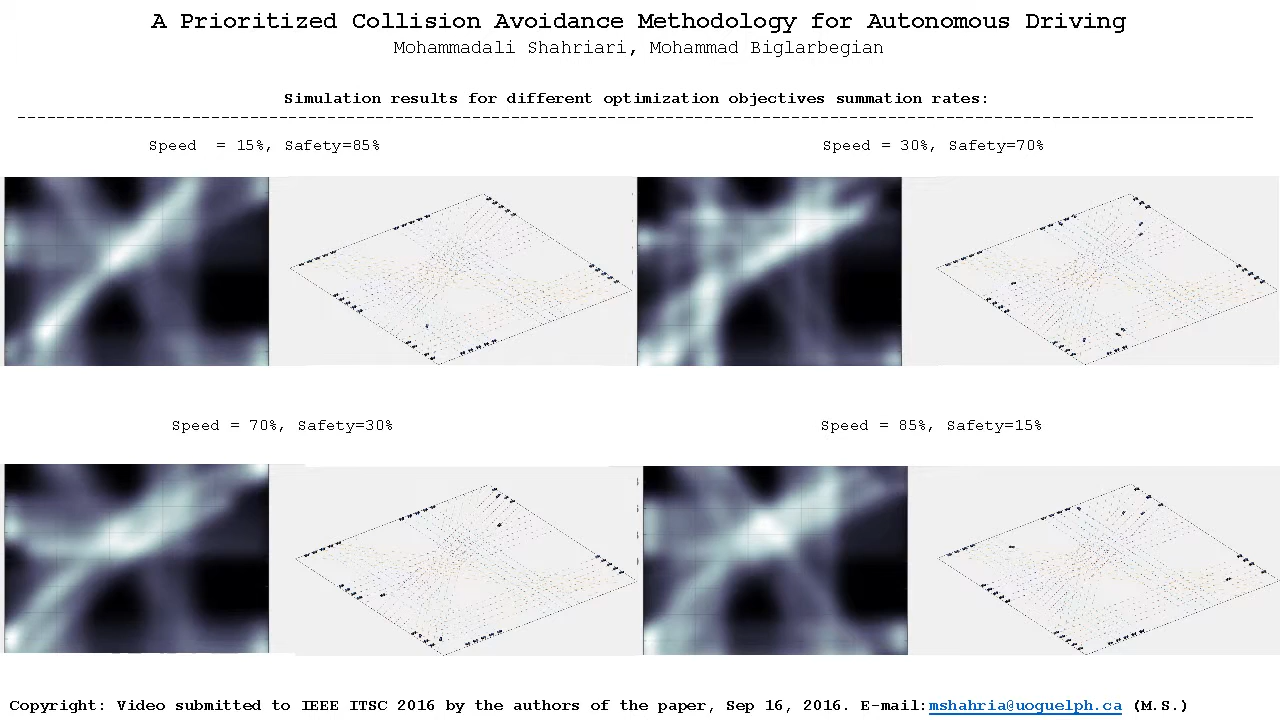 A Prioritized Collision Avoidance Methodology for Autonomous Driving
Mohammadali Shahriari, Mohammad Biglarbegian
Simulation results for different optimization objectives summation rates:
Speed = 15%, Safety=85%
Speed = 30%, Safety=70%
Speed = 70%, Safety=30%
Speed = 85%, Safety=15%
Copyright: Video submitted to IEEE ITSC 2016 by the authors of the paper, Sep 16, 2016. E-mail:mshahria@uoguelph.ca (M.S.)